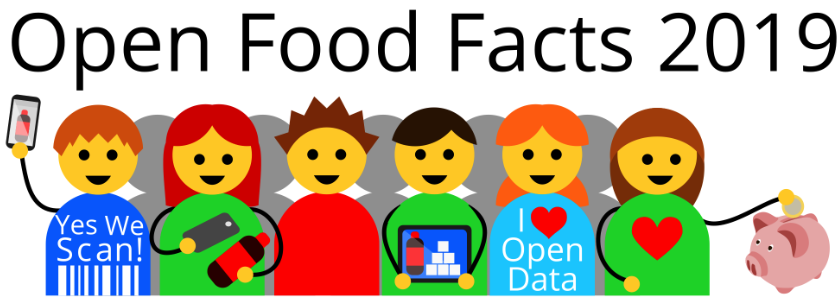 Open Food Facts 2019
Yes We
Scan!
I
Open
Data